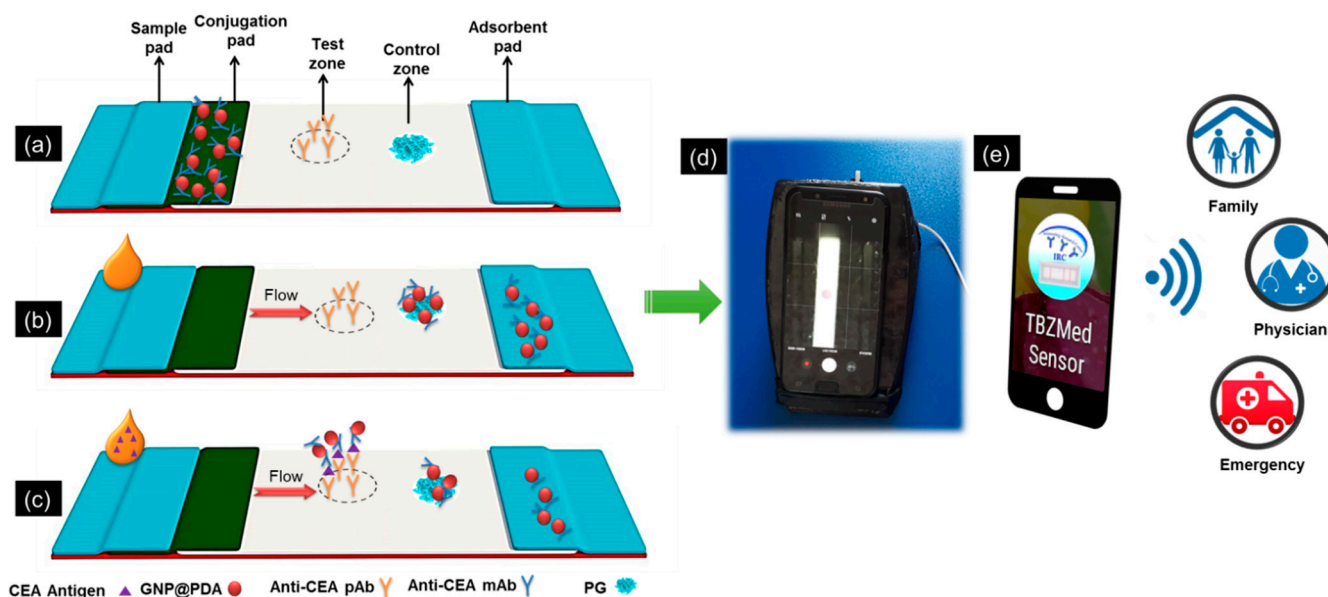 Sample
pad
Conjugation
pad
Test
zone
Control
zone
Adsorbent
pad
(a)
(b)
Flow
(c)
Flow
CEA Antigen
GNP@PDA
Anti-CEA pAb
Anti-CEA mAb
PG
(d)
SAMSUNG
(e)
IRC
TBZMed
Sensor
Family
Physician
Emergency